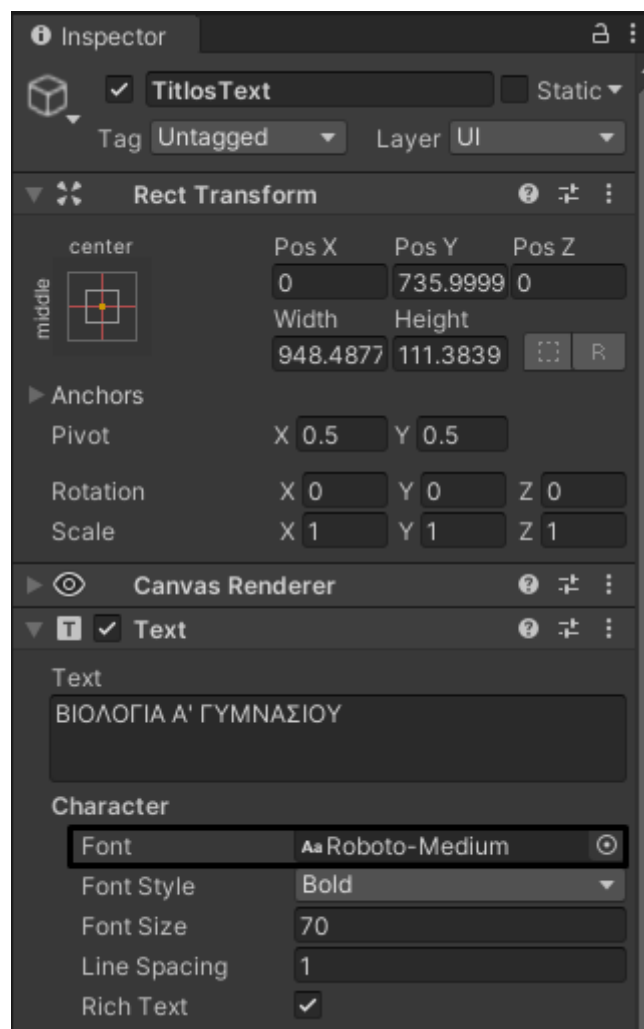 Inspector
TitlosText Static
Tag Untagged Layer UI
Rect Transform
center Pos X Pos Y Pos Z
middle 0 735.9999 0
Width Height
948.4877 111.3839 R
Anchors
Pivot X 0.5 Y 0.5
Rotation X 0 Y 0 Z 0
Scale X 1 Y 1 Z 1
Canvas Renderer
T Text
Text
ΒΙΟΛΟΓΙΑ Α' ΓΥΜΝΑΣΙΟΥ
Character
Font Aa Roboto-Medium
Font Style Bold
Font Size 70
Line Spacing 1
Rich Text